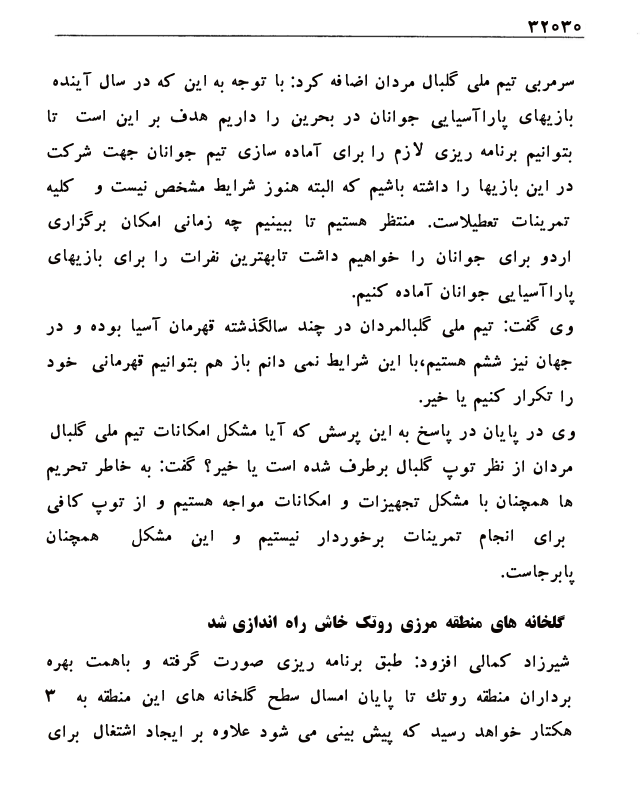 ۳۲۰۳۰
سرمربی تیم ملی گلبال مردان اضافه کرد: با توجه به این که در سال آینده
بازیهای پاراآسیایی جوانان در بحرین را داریم هدف بر این است تا
بتوانیم برنامه ریزی لازم را برای آماده سازی تیم جوانان جهت شرکت
در این بازیها را داشته باشیم که البته هنوز شرایط مشخص نیست و کلیه
تمرینات تعطیلاست. منتظر هستیم تا ببینیم چه زمانی امکان برگزاری
اردو برای جوانان را خواهیم داشت تابهترین نفرات را برای بازیهای
پاراآسیایی جوانان آماده کنیم.
وی گفت: تیم ملی گلبالمردان در چند سالگذشته قهرمان آسیا بوده و در
جهان نیز ششم هستیم،با این شرایط نمی دانم باز هم بتوانیم قهرمانی خود
را تکرار کنیم یا خیر.
وی در پایان در پاسخ به این پرسش که آیا مشکل امکانات تیم ملی گلبال
مردان از نظر توپ گلبال برطرف شده است یا خیر؟ گفت: به خاطر تحریم
ها همچنان با مشکل تجهیزات و امکانات مواجه هستیم و از توپ کافی
برای انجام تمرینات برخوردار نیستیم و این مشکل همچنان
پابرجاست.
گلخانه های منطقه مرزی روتک خاش راه اندازی شد
شیرزاد کمالی افزود: طبق برنامه ریزی صورت گرفته و باهمت بهره
برداران منطقه روتك تا پایان امسال سطح گلخانه های این منطقه به ۳
هکتار خواهد رسید که پیش بینی می شود علاوه بر ایجاد اشتغال برای